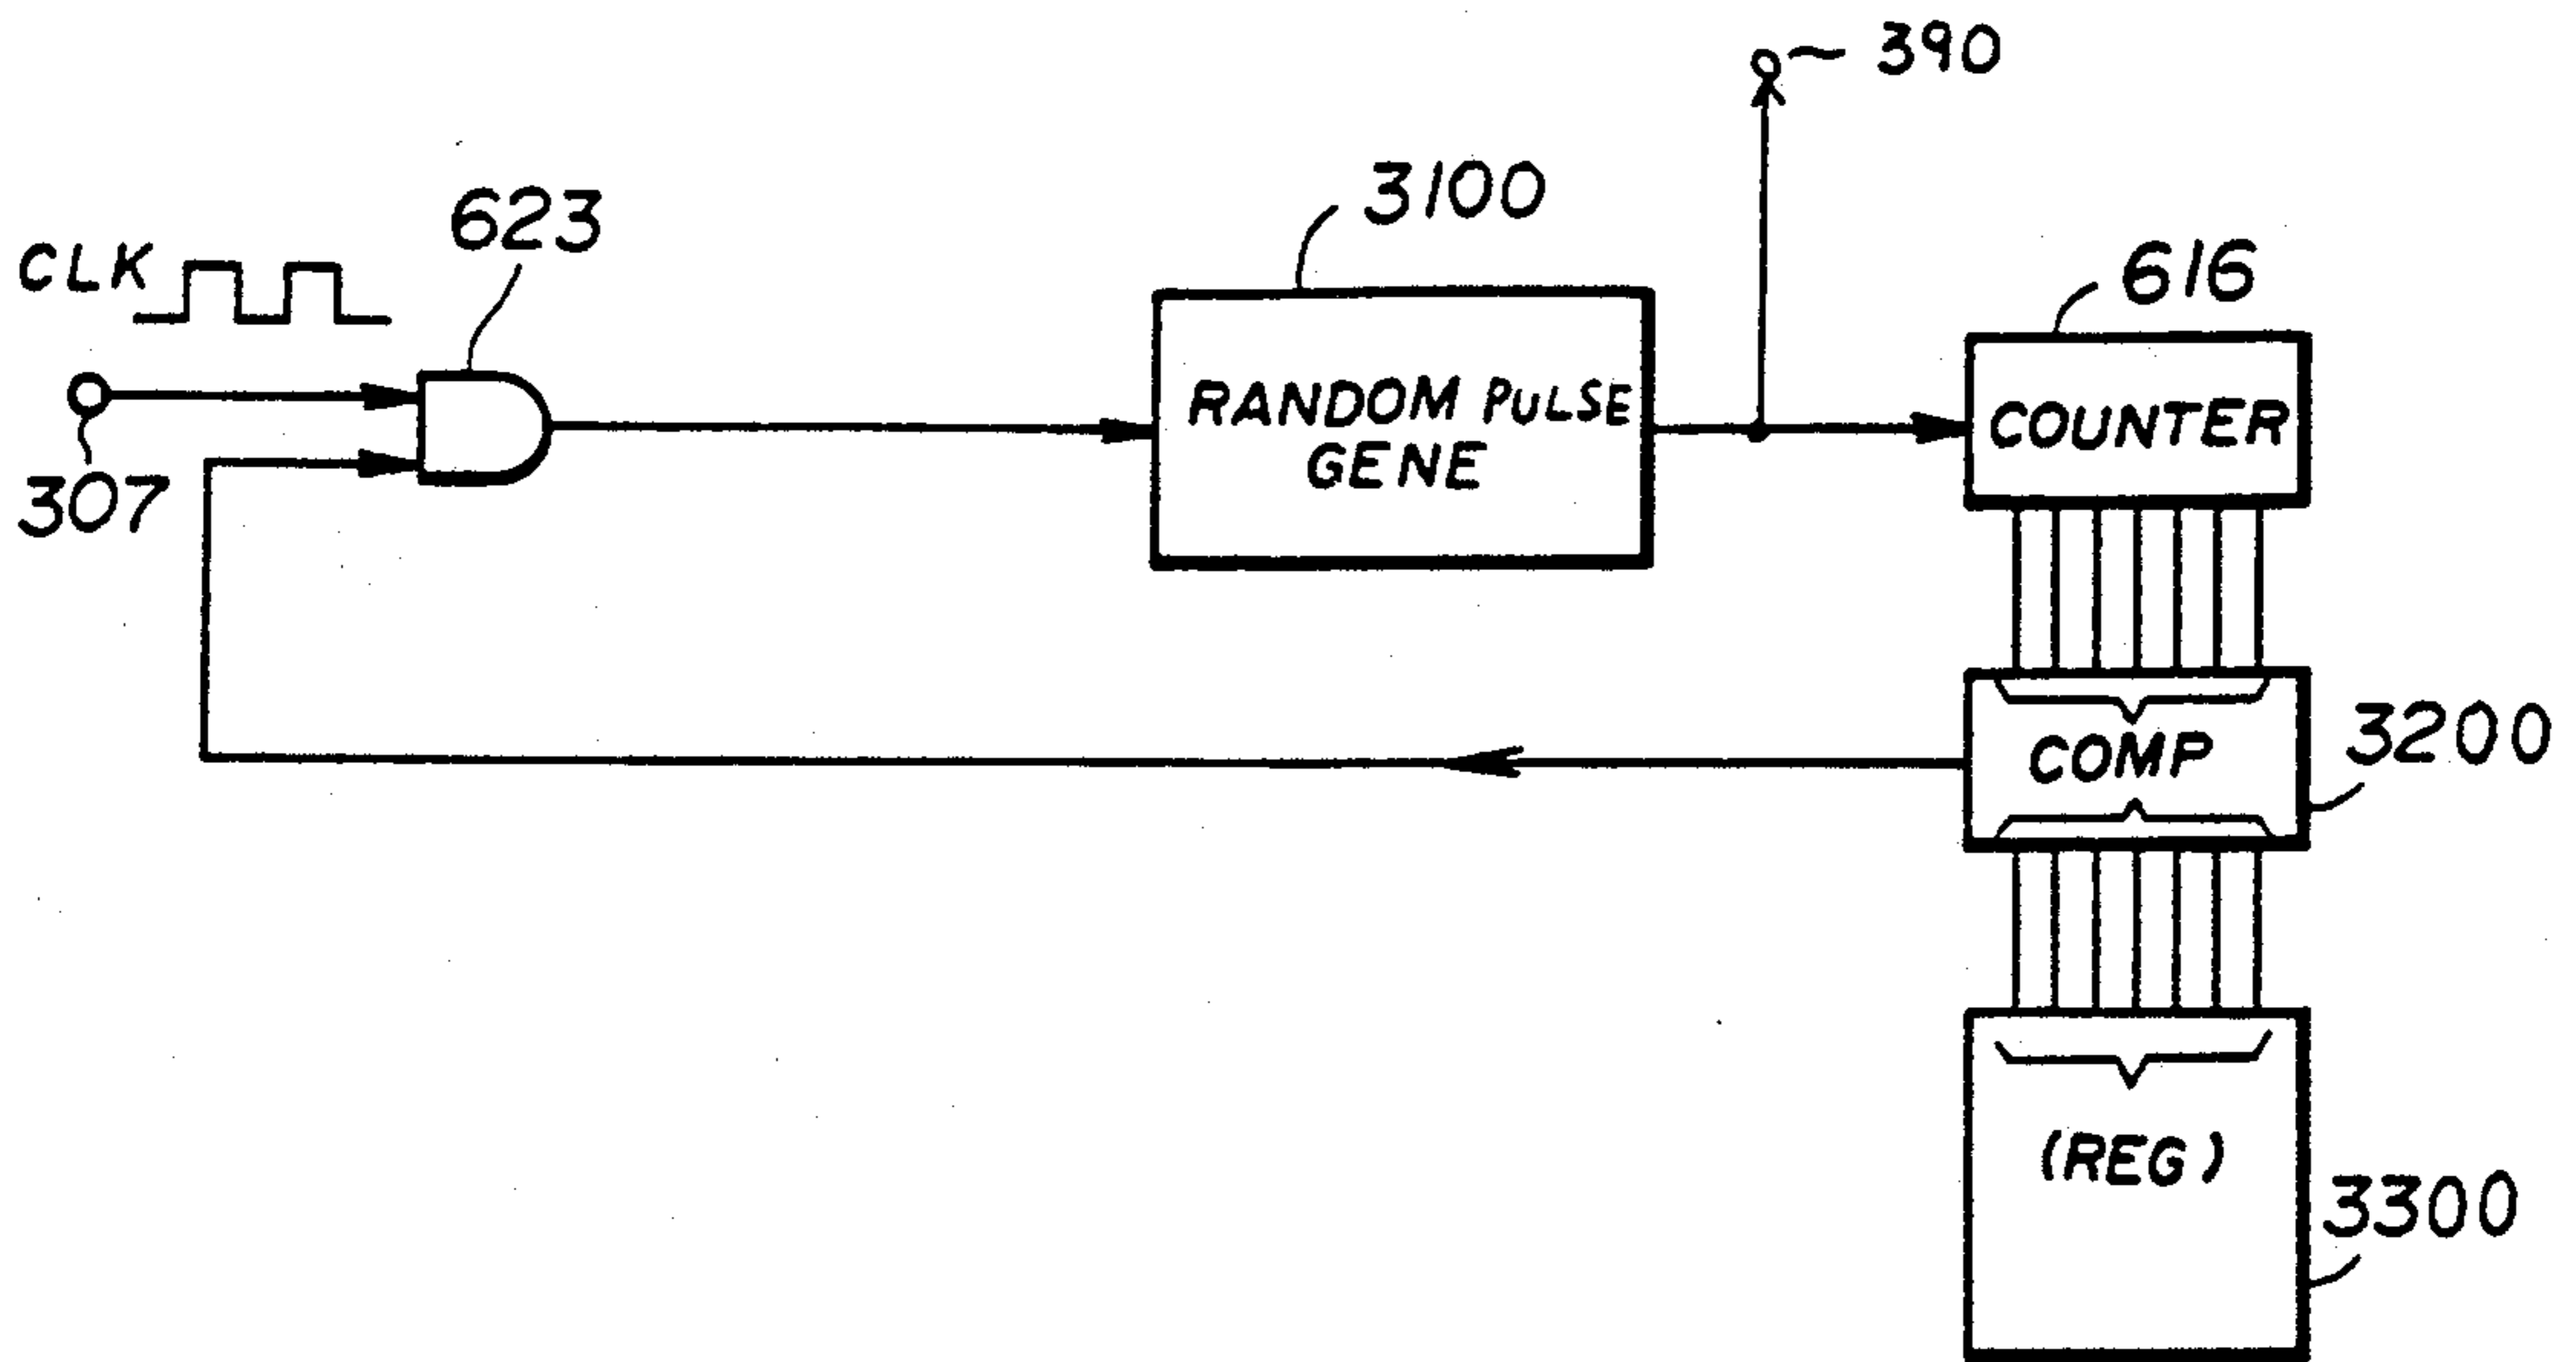 390
3100
623
CLK
616
RANDOM PULSE
GENE
COUNTER
307
COMP
3200
(REG)
3300